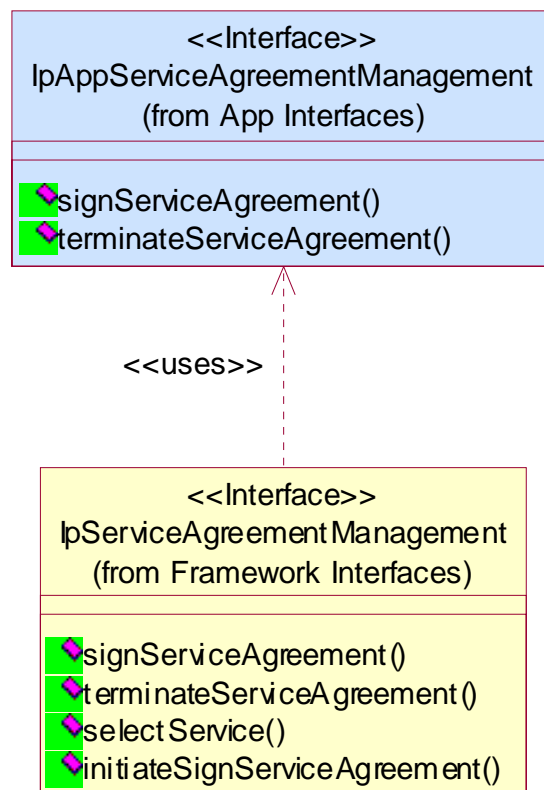 <<Interface>>
IpAppServiceAgreementManagement
(from App Interfaces)
signServiceAgreement()
terminateServiceAgreement()
<<uses>>
<<Interface>>
IpServiceAgreementManagement
(from Framework Interfaces)
signServiceAgreement()
terminateServiceAgreement()
selectService()
initiateSignServiceAgreement()